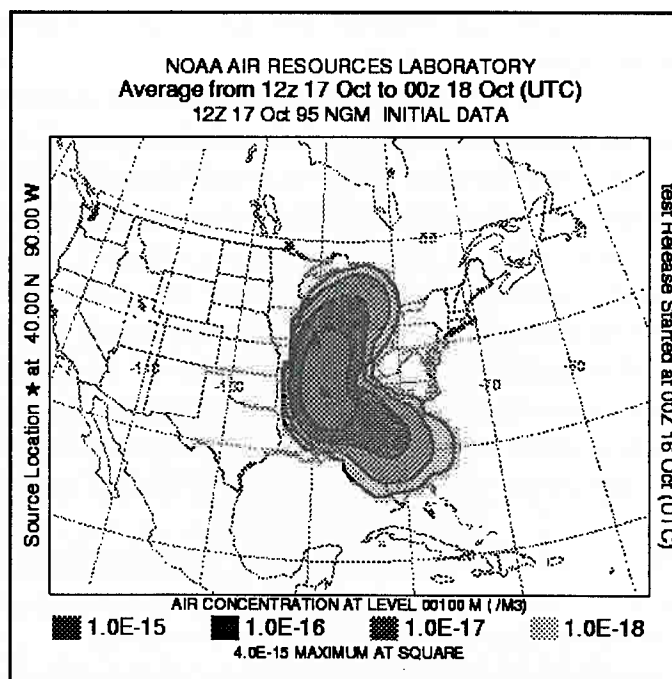 NOAA AIR RESOURCES LABORATORY
Average from 12z 17 Oct to 00z 18 Oct (UTC)
12Z 17 Oct 95 NGM INITIAL DATA
Source Location ★ at 40.00 N 90.00 W
Test Release Started at 00Z 16 Oct (UTC)
AIR CONCENTRATION AT LEVEL 00100 M ( /M3)
1.0E-15 1.0E-16 1.0E-17 1.0E-18
4.0E-15 MAXIMUM AT SQUARE